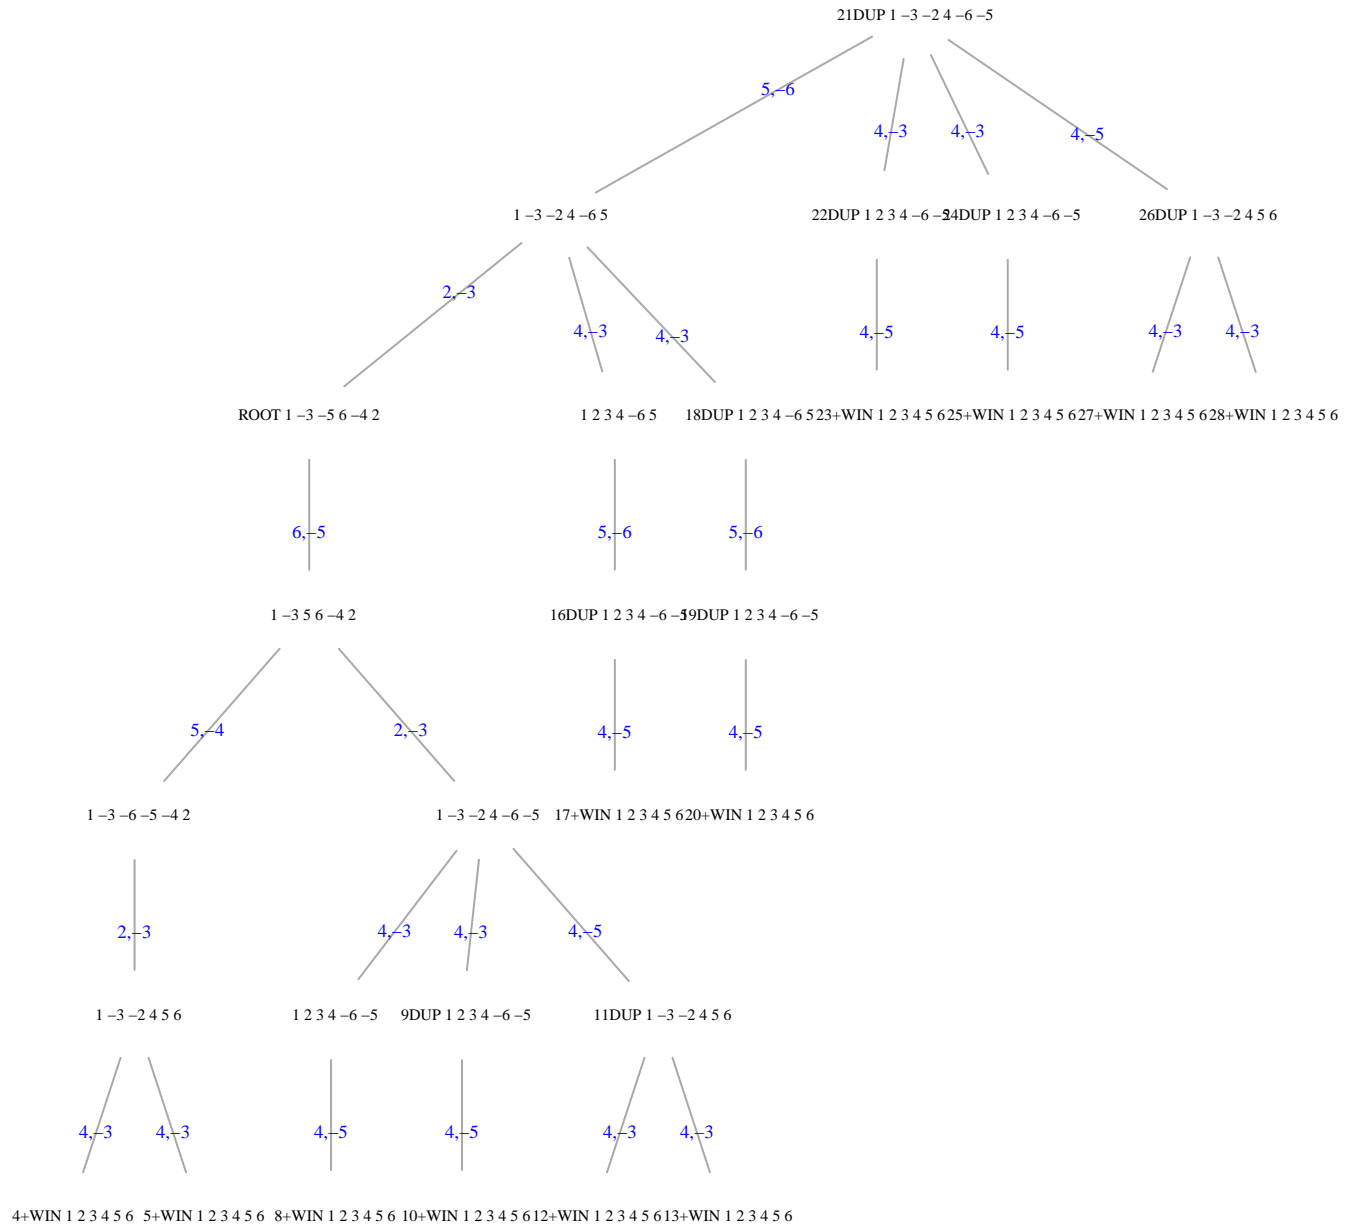 21DUP 1 −3 −2 4 −6 −5
5,−6
4,−3 4,−3 4,−5
1 −3 −2 4 −6 5 22DUP 1 2 3 4 −6 −5 24DUP 1 2 3 4 −6 −5 26DUP 1 −3 −2 4 5 6
2,−3 4,−3 4,−3 4,−5 4,−5 4,−3 4,−3
ROOT 1 −3 −5 6 −4 2 1 2 3 4 −6 5 18DUP 1 2 3 4 −6 5 23+WIN 1 2 3 4 5 6 25+WIN 1 2 3 4 5 6 27+WIN 1 2 3 4 5 6 28+WIN 1 2 3 4 5 6
6,−5 5,−6 5,−6
1 −3 5 6 −4 2 16DUP 1 2 3 4 −6 −5 19DUP 1 2 3 4 −6 −5
5,−4 2,−3 4,−5 4,−5
1 −3 −6 −5 −4 2 1 −3 −2 4 −6 −5 17+WIN 1 2 3 4 5 6 20+WIN 1 2 3 4 5 6
2,−3 4,−3 4,−3 4,−5
1 −3 −2 4 5 6 1 2 3 4 −6 −5 9DUP 1 2 3 4 −6 −5 11DUP 1 −3 −2 4 5 6
4,−3 4,−3 4,−5 4,−5 4,−3 4,−3
4+WIN 1 2 3 4 5 6 5+WIN 1 2 3 4 5 6 8+WIN 1 2 3 4 5 6 10+WIN 1 2 3 4 5 6 12+WIN 1 2 3 4 5 6 13+WIN 1 2 3 4 5 6